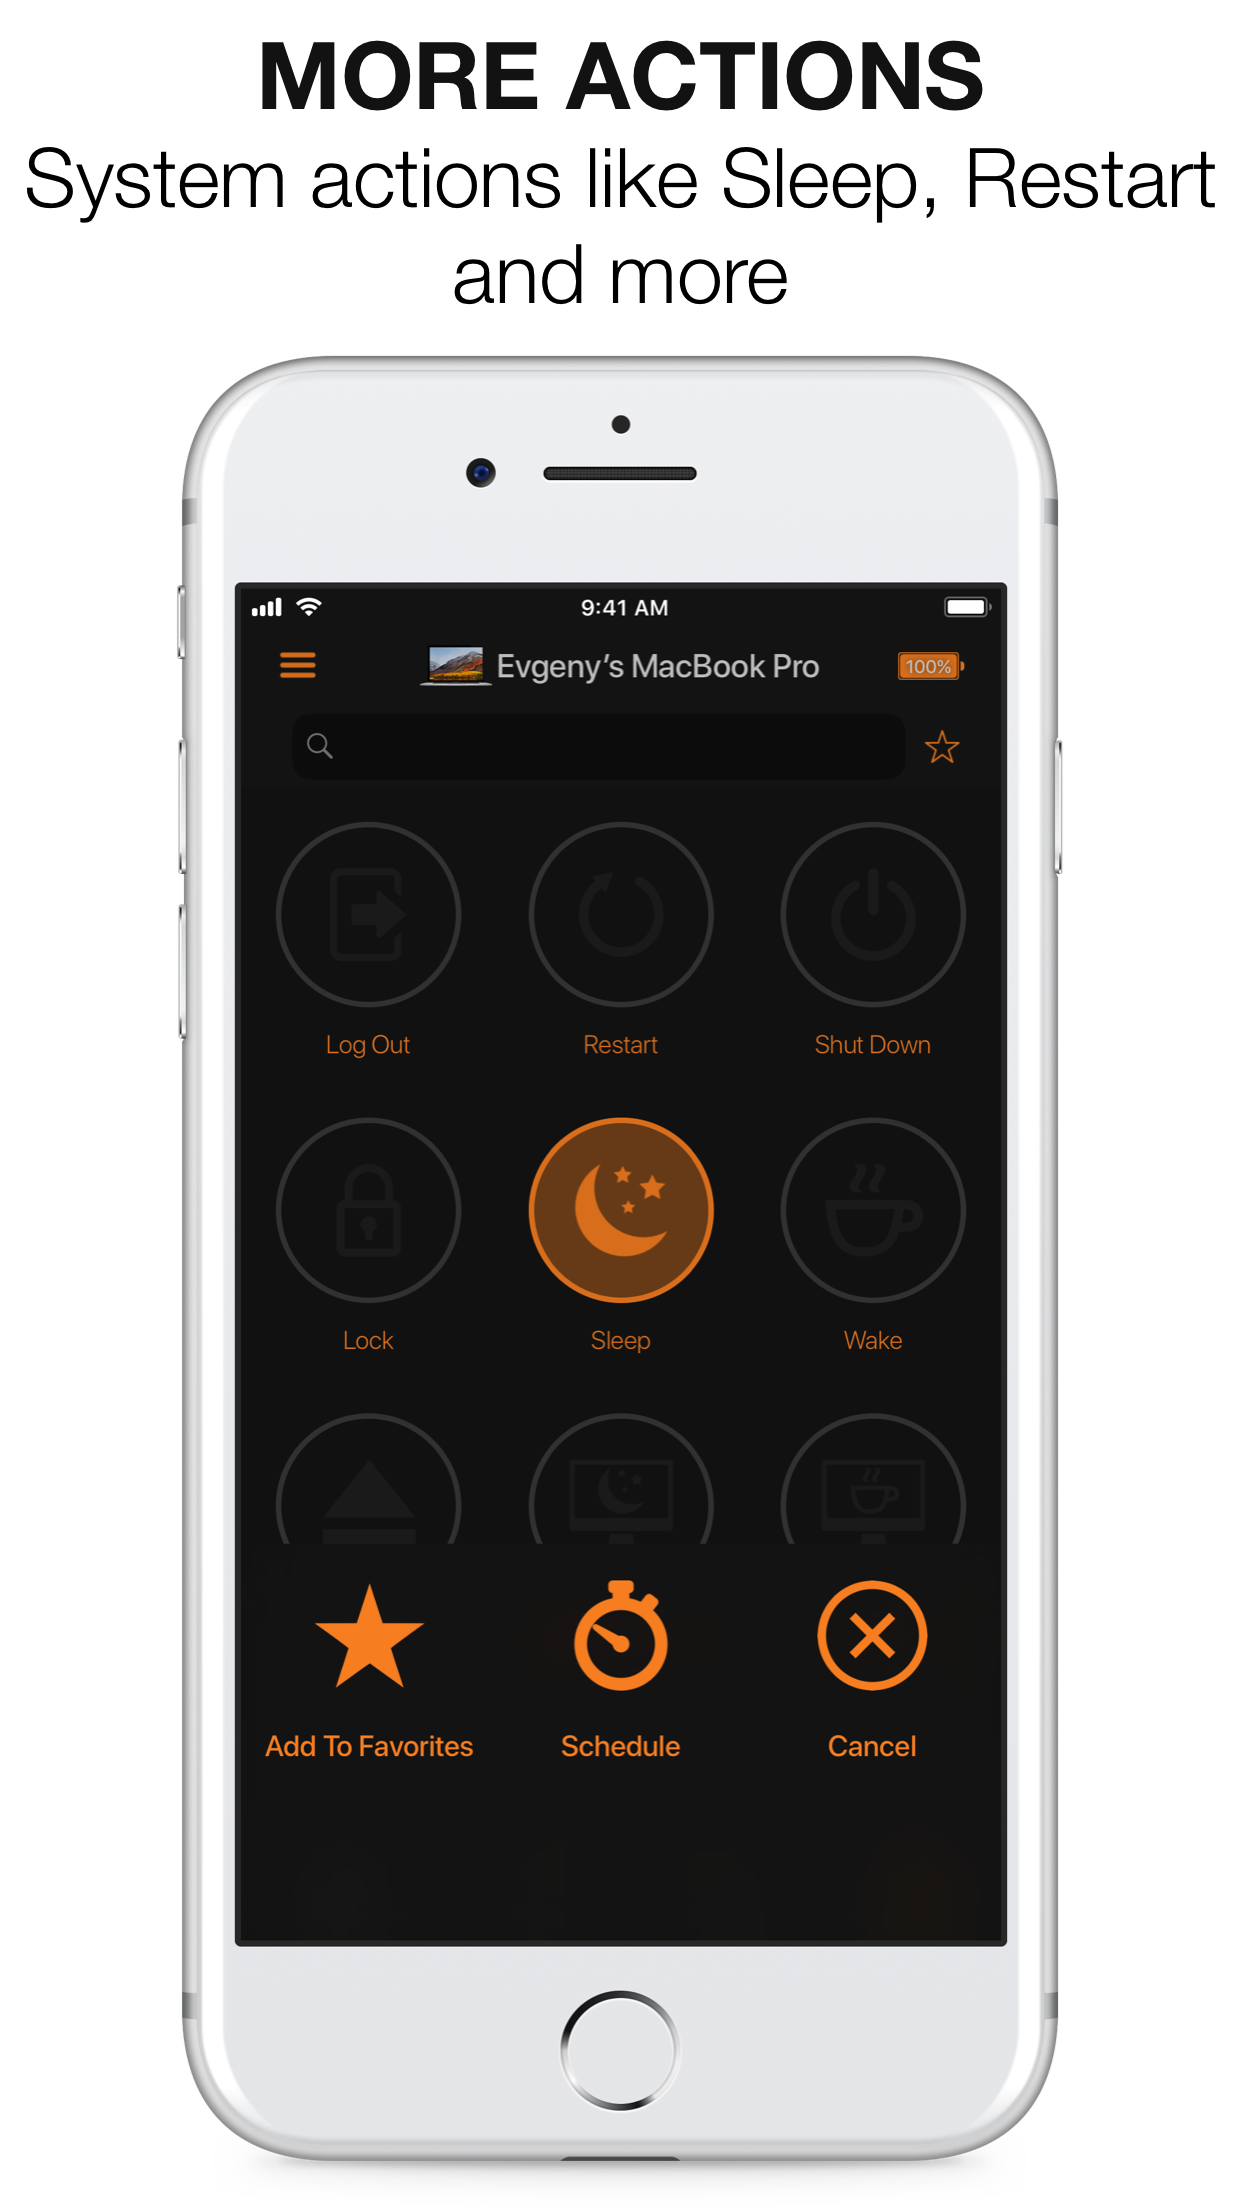 MORE ACTIONS
System actions like Sleep, Restart
and more
9:41 AM
Evgeny’s MacBook Pro
100%
Log Out
Restart
Shut Down
Lock
Sleep
Wake
Add To Favorites
Schedule
Cancel